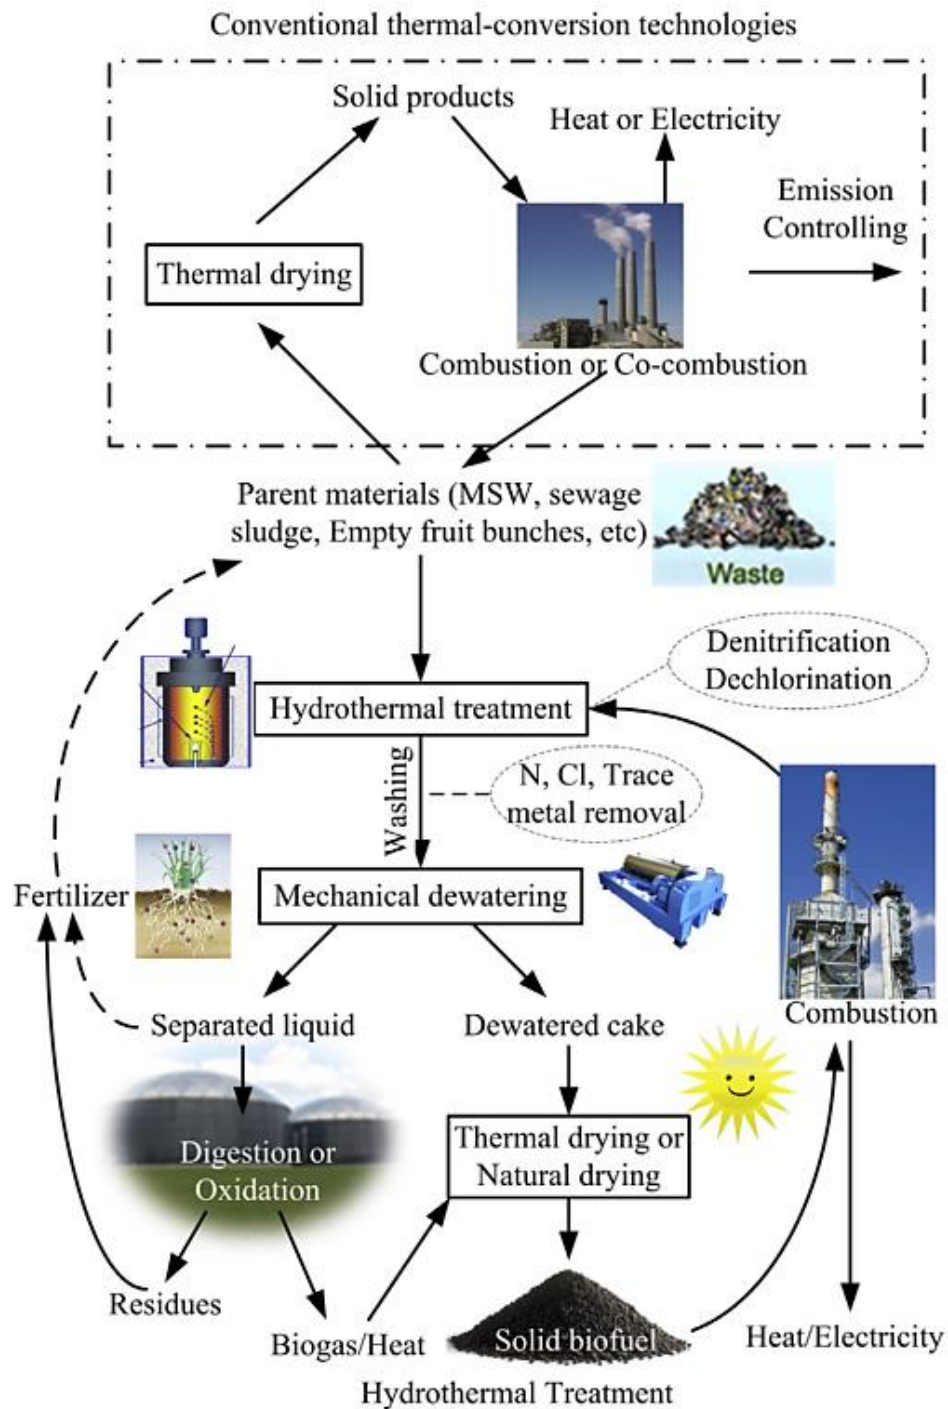 Conventional thermal-conversion technologies
Solid products
Heat or Electricity
Emission
Controlling
Thermal drying
Combustion or Co-combustion
Parent materials (MSW, sewage
sludge, Empty fruit bunches, etc)
Waste
Denitrification
Dechlorination
Hydrothermal treatment
Washing
N, Cl, Trace
metal removal
Fertilizer
Mechanical dewatering
Separated liquid
Dewatered cake
Combustion
Digestion or
Oxidation
Thermal drying or
Natural drying
Residues
Biogas/Heat
Solid biofuel
Heat/Electricity
Hydrothermal Treatment